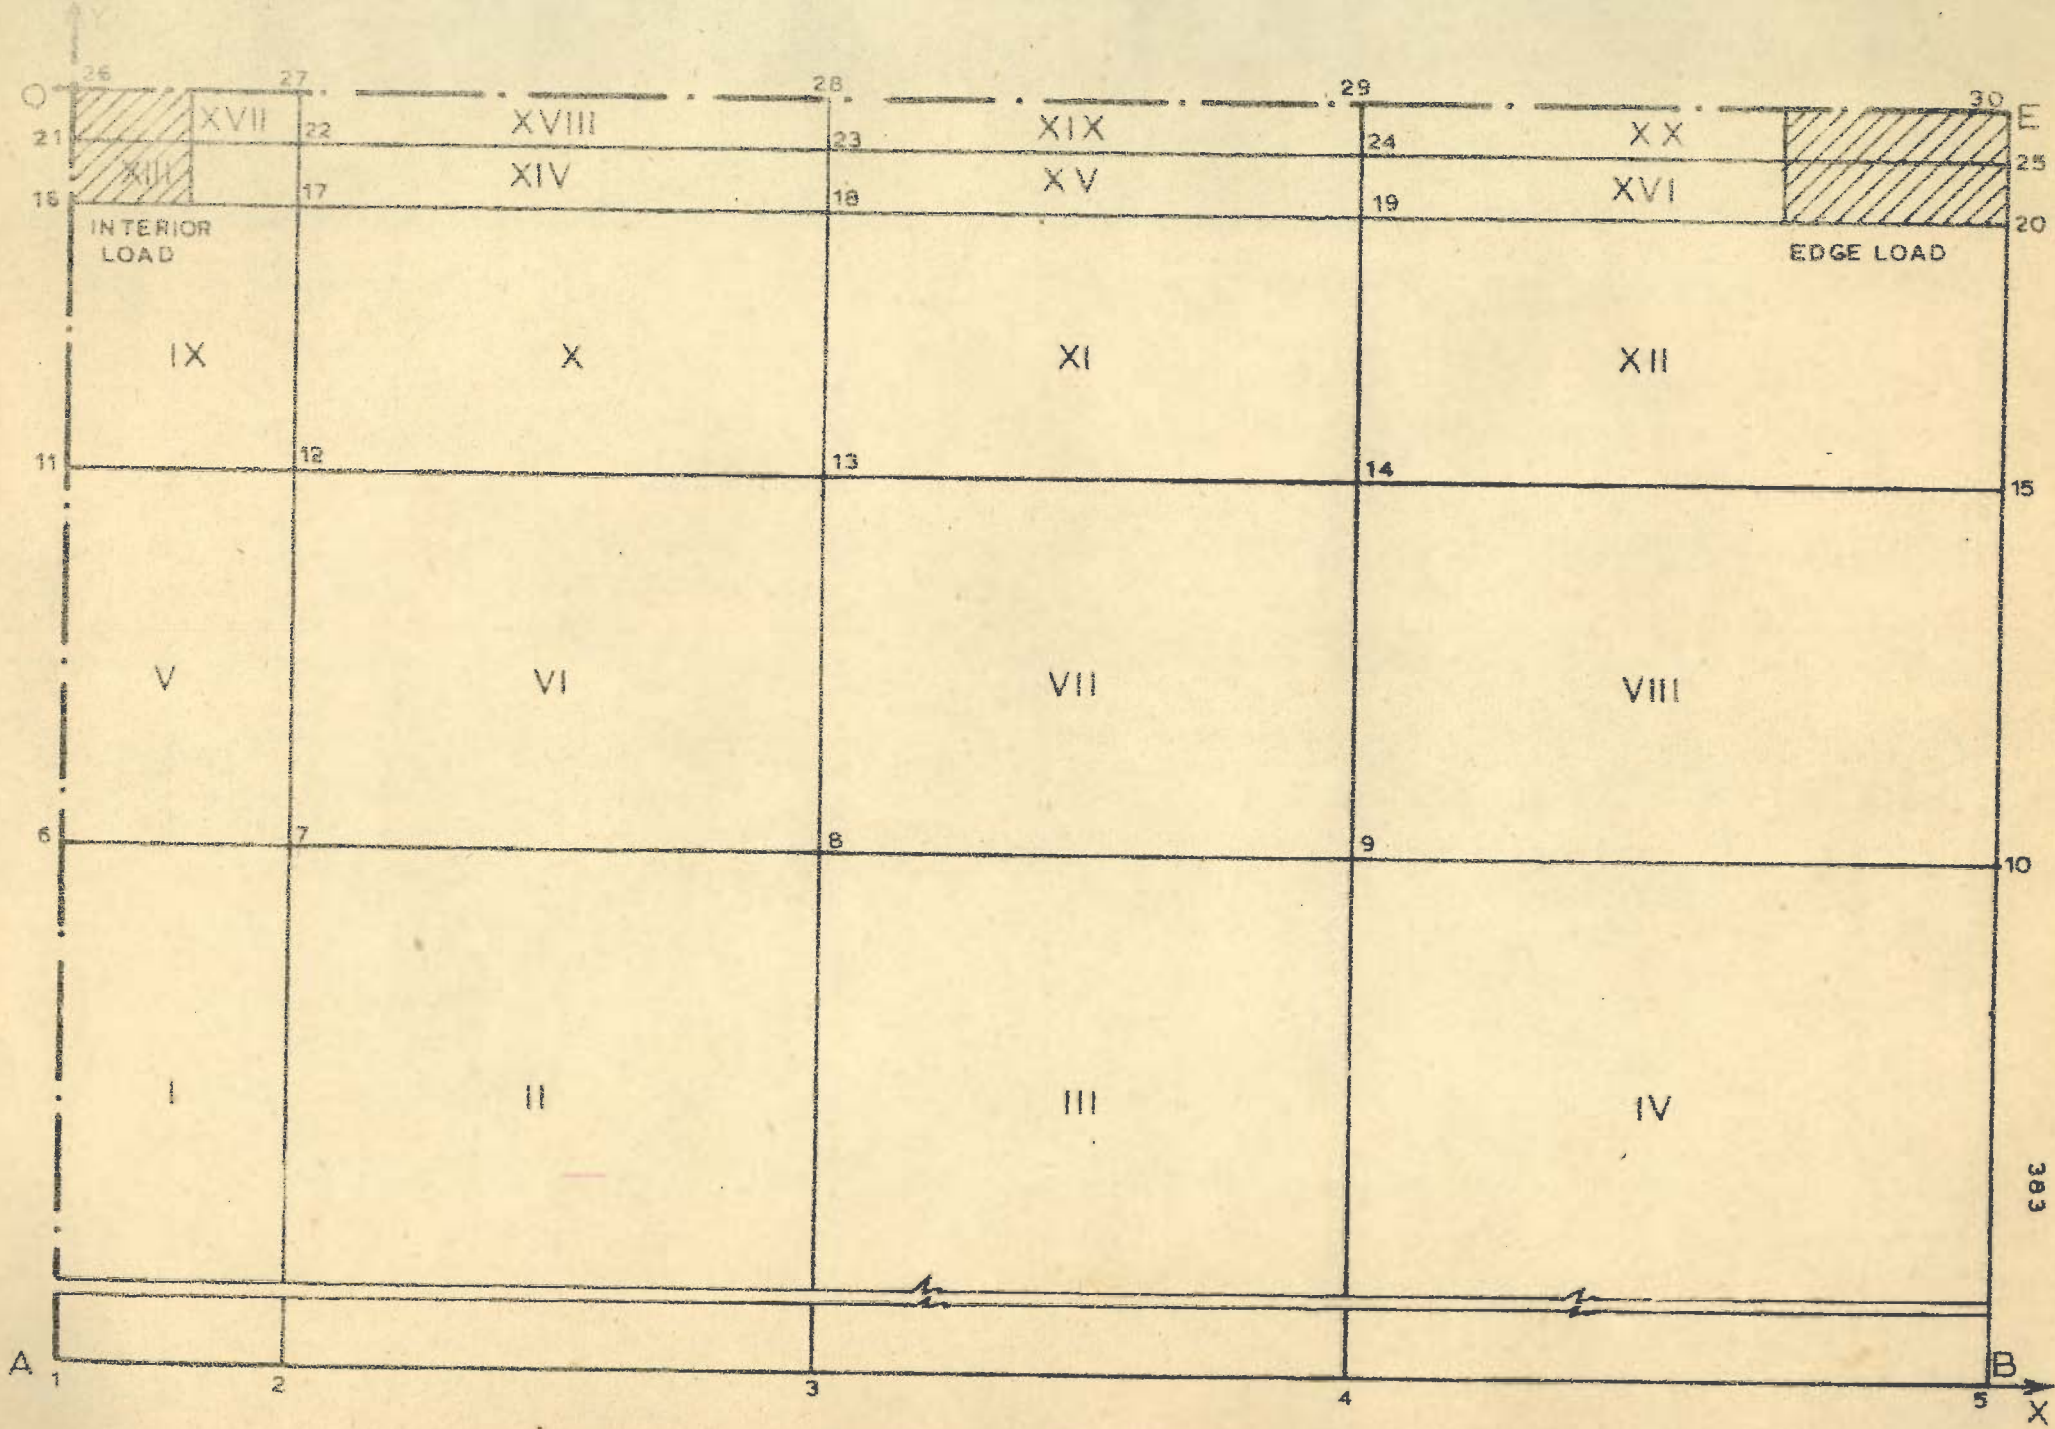 Y
26 27 28 29 30
O E
XVII XVIII XIX XX
21 22 23 24 25
XIII XIV XV XVI
16 17 18 19 20
INTERIOR
LOAD
EDGE LOAD
IX X XI XII
11 12 13 14 15
V VI VII VIII
6 7 8 9 10
I II III IV
383
A B
1 2 3 4 5
X